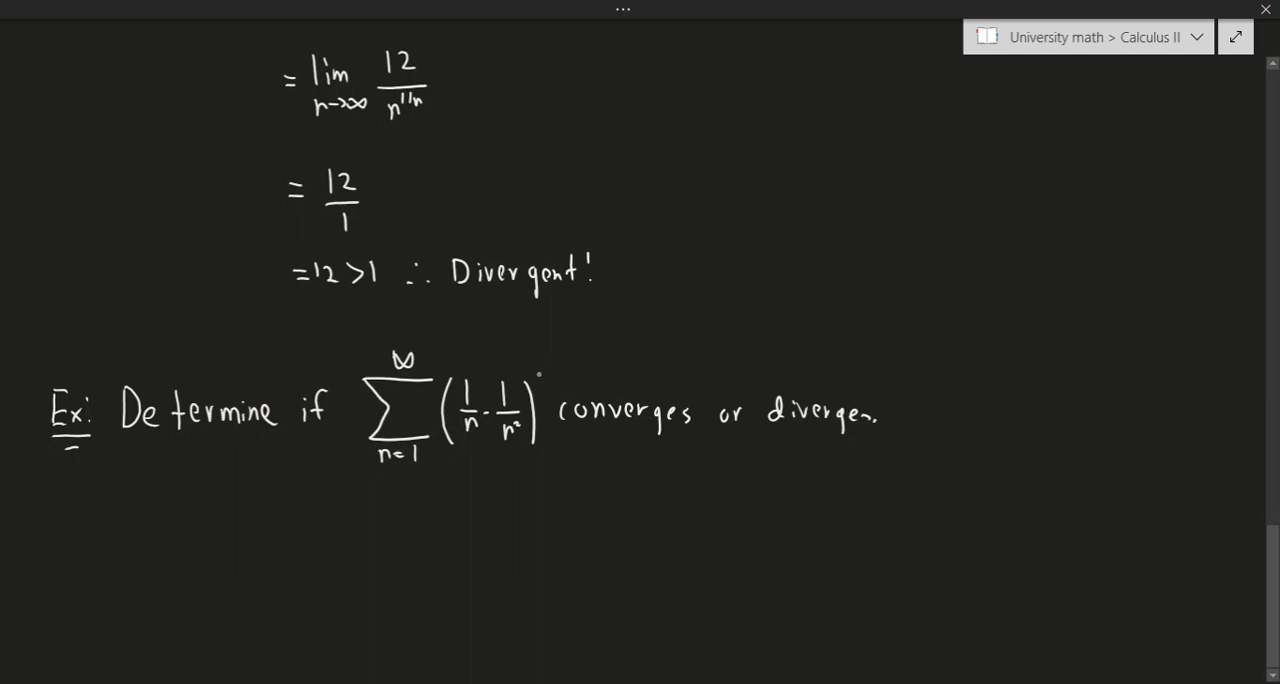 ...
University math > Calculus II
= lim n→∞ 12/n^(1/n)
= 12/1
= 12 > 1 ∴ Divergent!
Ex: Determine if ∑_{n=1}^{∞} (1/n - 1/n²) converges or diverges.